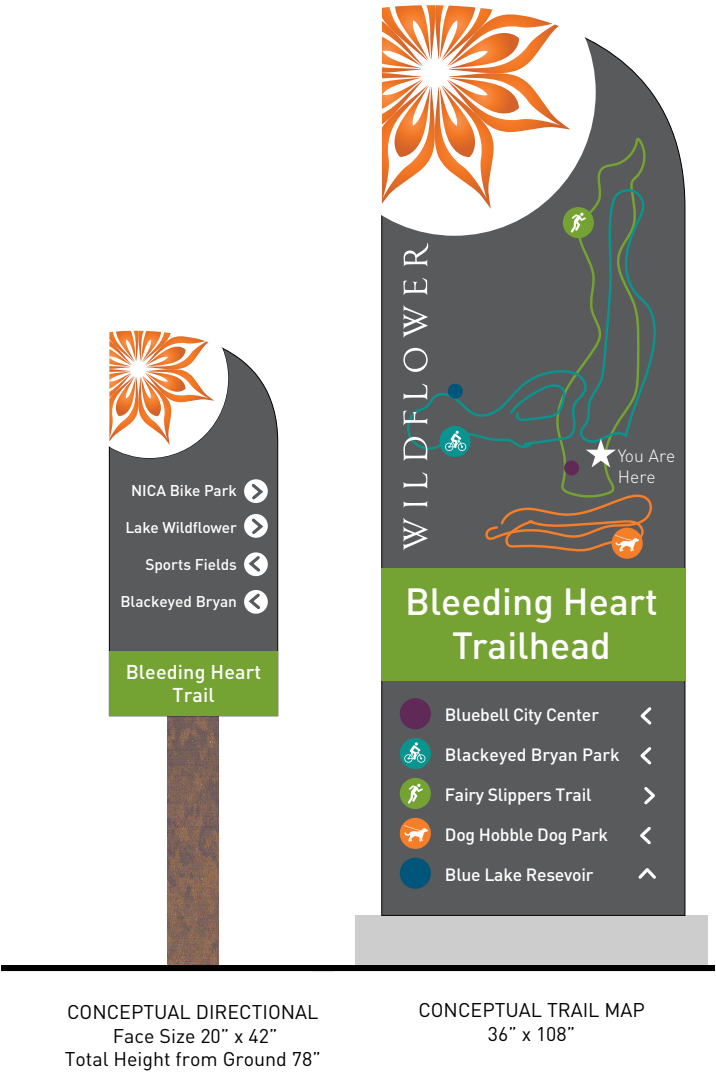 NICA Bike Park
Lake Wildflower
Sports Fields
Blackeyed Bryan
Bleeding Heart
Trail
WILDFLOWER
You Are
Here
Bleeding Heart
Trailhead
Bluebell City Center
Blackeyed Bryan Park
Fairy Slippers Trail
Dog Hobble Dog Park
Blue Lake Resevoir
CONCEPTUAL DIRECTIONAL
Face Size 20” x 42”
Total Height from Ground 78”
CONCEPTUAL TRAIL MAP
36” x 108”